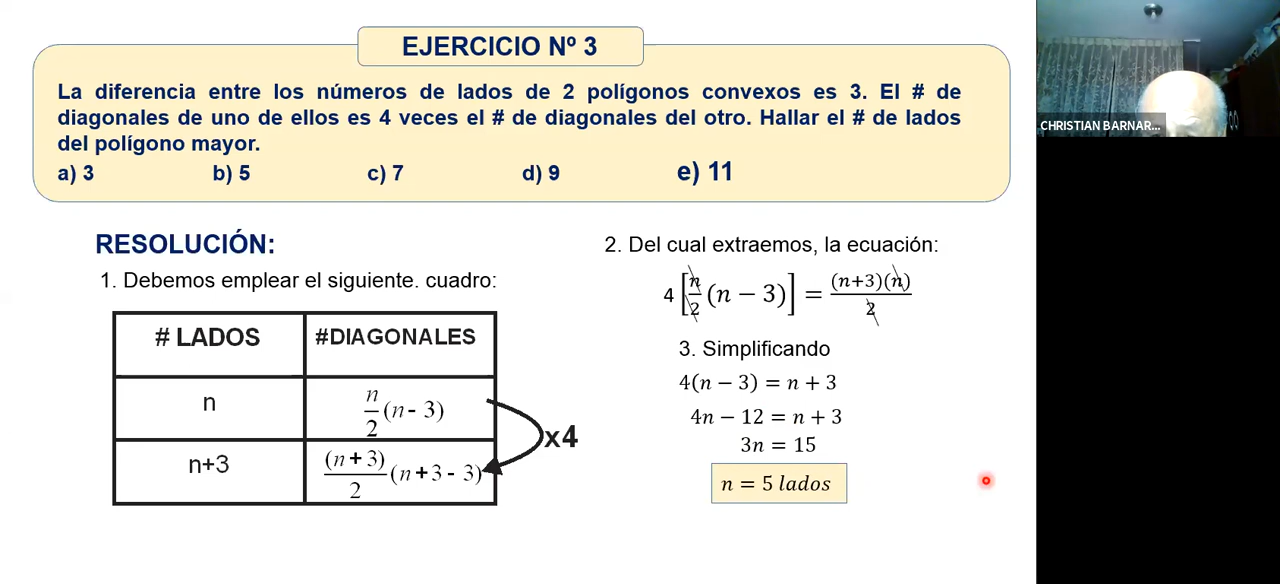 EJERCICIO Nº 3
La diferencia entre los números de lados de 2 polígonos convexos es 3. El # de
diagonales de uno de ellos es 4 veces el # de diagonales del otro. Hallar el # de lados
del polígono mayor.
a) 3 b) 5 c) 7 d) 9 e) 11
RESOLUCIÓN:
1. Debemos emplear el siguiente. cuadro:
# LADOS #DIAGONALES
n n/2 (n - 3)
n+3 (n + 3)/2 (n + 3 - 3)
x4
2. Del cual extraemos, la ecuación:
4 [n/2 (n − 3)] = (n+3)(n)/2
3. Simplificando
4(n − 3) = n + 3
4n − 12 = n + 3
3n = 15
n = 5 lados
CHRISTIAN BARNAR...